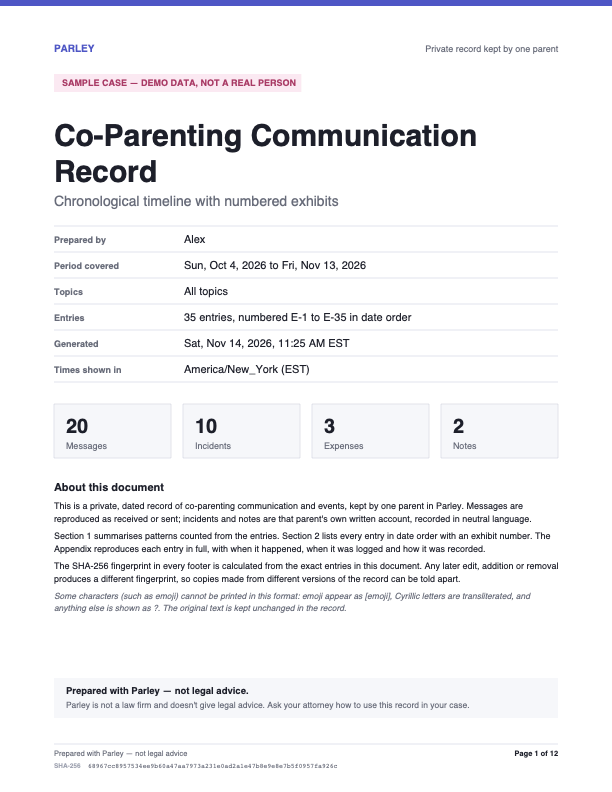 PARLEY
Private record kept by one parent
SAMPLE CASE — DEMO DATA, NOT A REAL PERSON
Co-Parenting Communication
Record
Chronological timeline with numbered exhibits
Prepared by Alex
Period covered Sun, Oct 4, 2026 to Fri, Nov 13, 2026
Topics All topics
Entries 35 entries, numbered E-1 to E-35 in date order
Generated Sat, Nov 14, 2026, 11:25 AM EST
Times shown in America/New_York (EST)
20 10 3 2
Messages Incidents Expenses Notes
About this document
This is a private, dated record of co-parenting communication and events, kept by one parent in Parley. Messages are
reproduced as received or sent; incidents and notes are that parent's own written account, recorded in neutral language.
Section 1 summarises patterns counted from the entries. Section 2 lists every entry in date order with an exhibit number. The
Appendix reproduces each entry in full, with when it happened, when it was logged and how it was recorded.
The SHA-256 fingerprint in every footer is calculated from the exact entries in this document. Any later edit, addition or removal
produces a different fingerprint, so copies made from different versions of the record can be told apart.
Some characters (such as emoji) cannot be printed in this format: emoji appear as [emoji], Cyrillic letters are transliterated, and
anything else is shown as ?. The original text is kept unchanged in the record.
Prepared with Parley — not legal advice.
Parley is not a law firm and doesn't give legal advice. Ask your attorney how to use this record in your case.
Prepared with Parley — not legal advice
Page 1 of 12
SHA-256